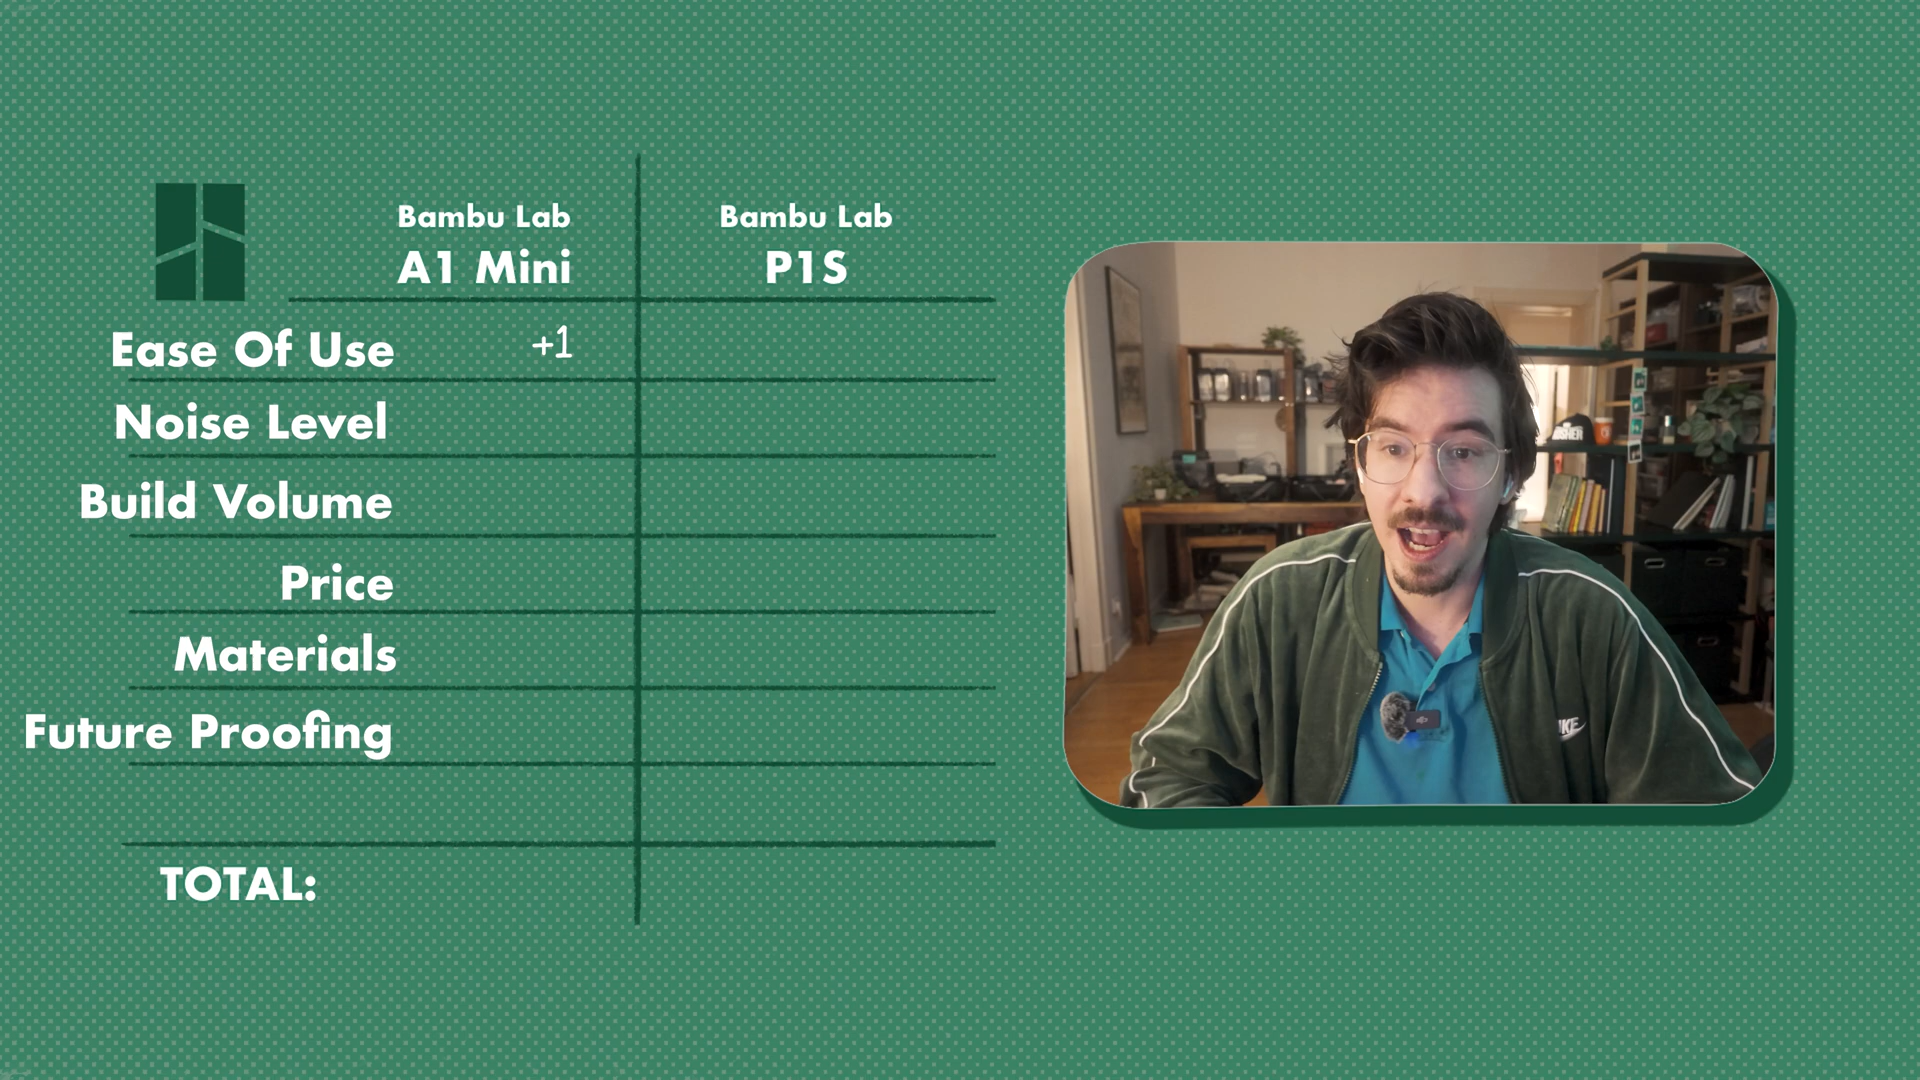 Bambu Lab
A1 Mini
Bambu Lab
P1S
Ease Of Use +1
Noise Level
Build Volume
Price
Materials
Future Proofing
TOTAL: